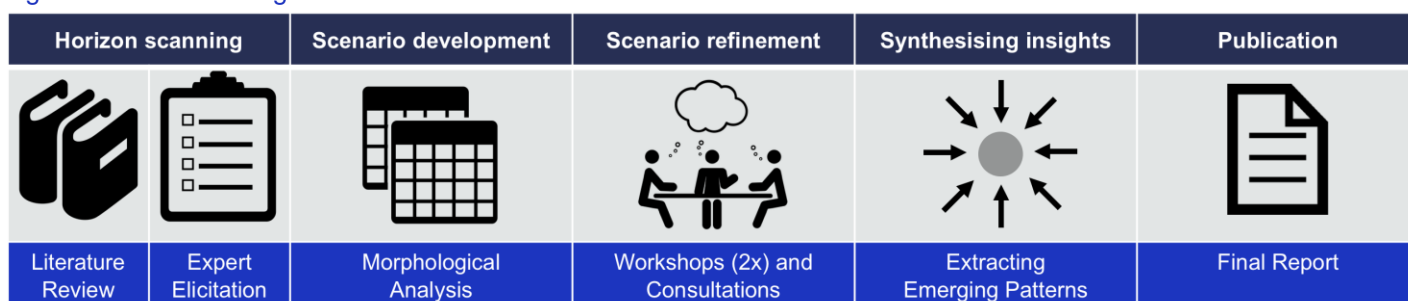 Horizon scanning
Scenario development
Scenario refinement
Synthesising insights
Publication
Literature
Review
Expert
Elicitation
Morphological
Analysis
Workshops (2x) and
Consultations
Extracting
Emerging Patterns
Final Report